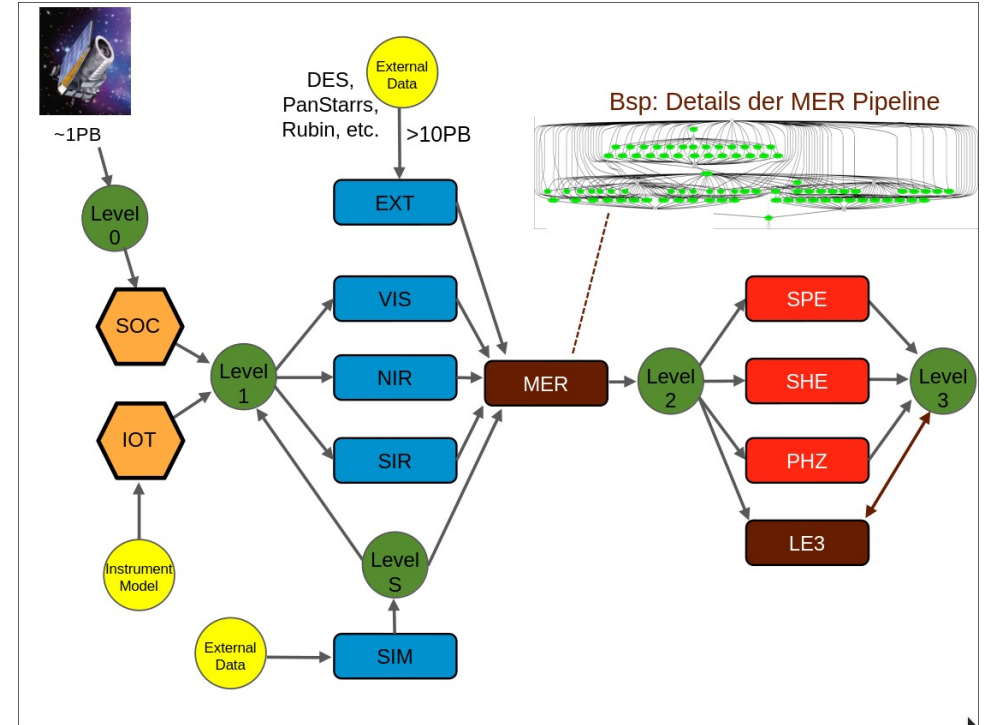 ~1PB
DES,
PanStarrs,
Rubin, etc.
External
Data
>10PB
Bsp: Details der MER Pipeline
Level
0
EXT
SOC
VIS
SPE
Level
1
NIR
MER
Level
2
SHE
Level
3
IOT
SIR
PHZ
Instrument
Model
Level
S
LE3
External
Data
SIM